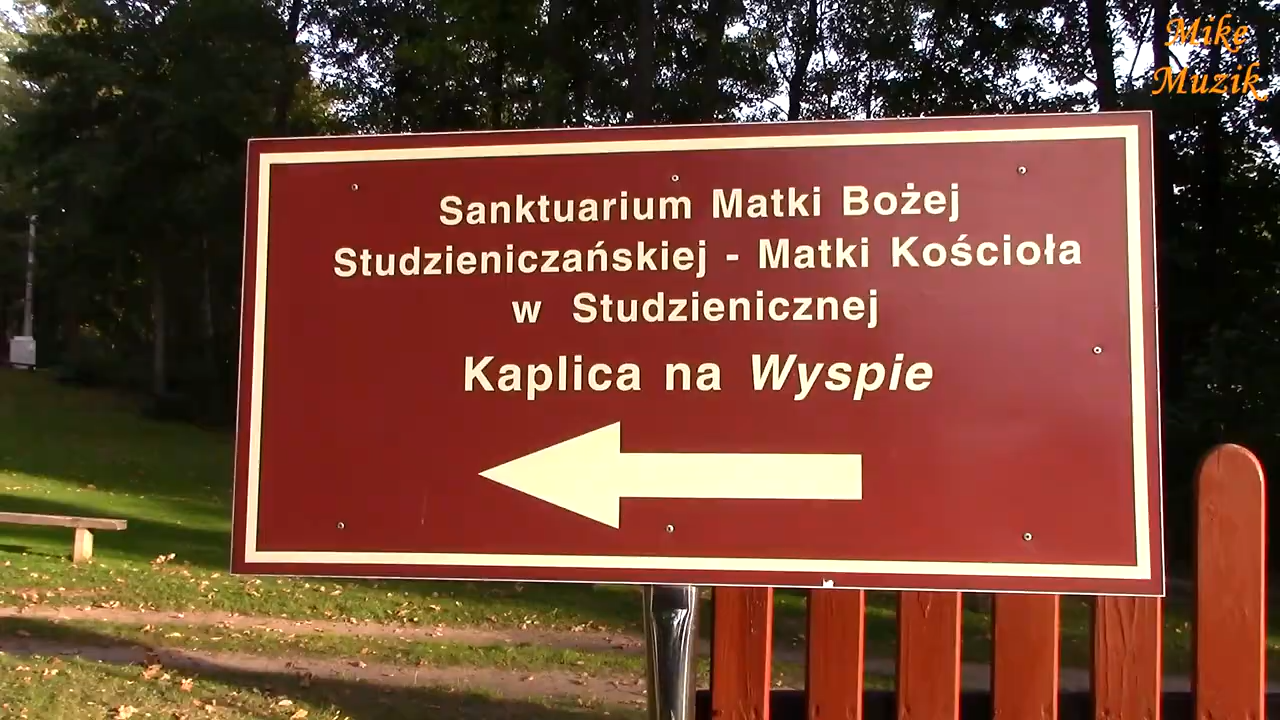 Mike
Muzik
Sanktuarium Matki Bożej
Studzieniczańskiej - Matki Kościoła
w Studzienicznej
Kaplica na Wyspie